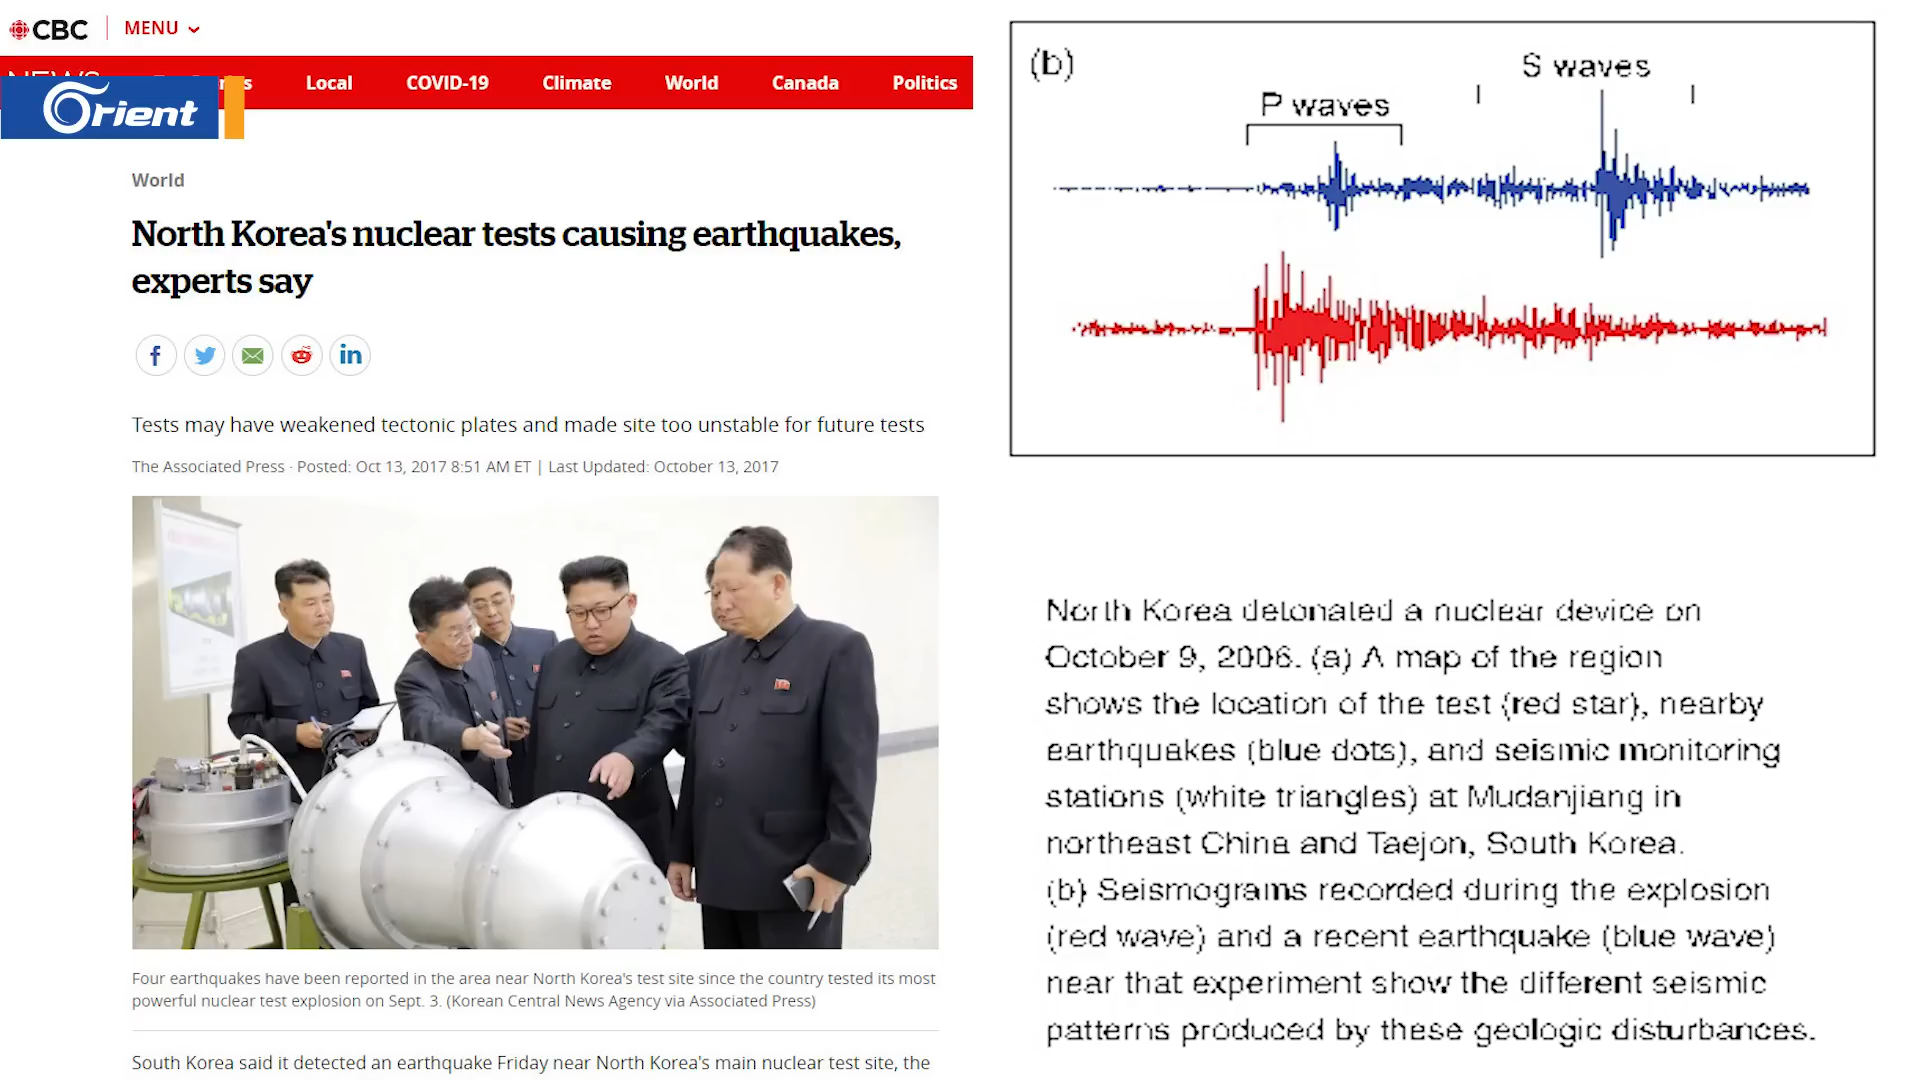 CBC
MENU
Local
COVID-19
Climate
World
Canada
Politics
Orient
World
North Korea's nuclear tests causing earthquakes,
experts say
Tests may have weakened tectonic plates and made site too unstable for future tests
The Associated Press · Posted: Oct 13, 2017 8:51 AM ET | Last Updated: October 13, 2017
Four earthquakes have been reported in the area near North Korea's test site since the country tested its most
powerful nuclear test explosion on Sept. 3. (Korean Central News Agency via Associated Press)
South Korea said it detected an earthquake Friday near North Korea's main nuclear test site, the
(b)
S waves
P waves
North Korea detonated a nuclear device on
October 9, 2006. (a) A map of the region
shows the location of the test (red star), nearby
earthquakes (blue dots), and seismic monitoring
stations (white triangles) at Mudanjiang in
northeast China and Taejon, South Korea.
(b) Seismograms recorded during the explosion
(red wave) and a recent earthquake (blue wave)
near that experiment show the different seismic
patterns produced by these geologic disturbances.